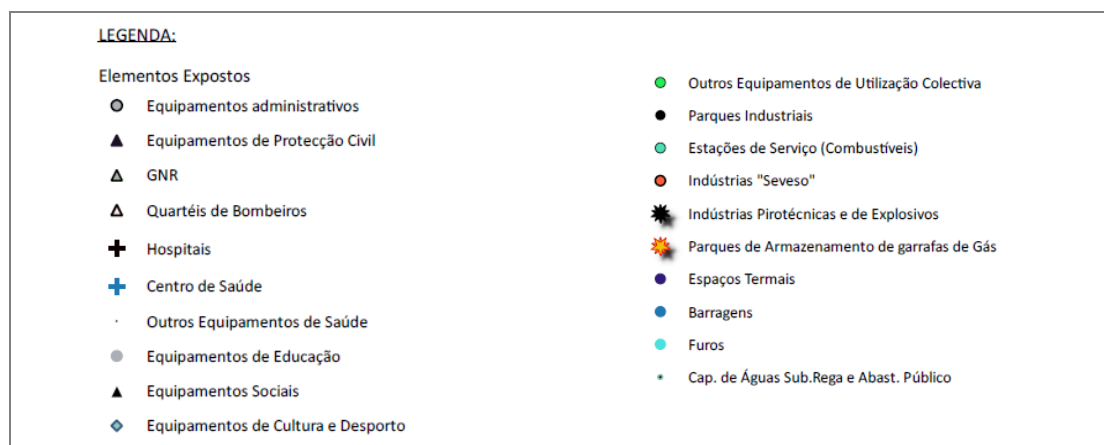 LEGENDA:
Elementos Expostos
Equipamentos administrativos
Equipamentos de Protecção Civil
GNR
Quartéis de Bombeiros
Hospitais
Centro de Saúde
Outros Equipamentos de Saúde
Equipamentos de Educação
Equipamentos Sociais
Equipamentos de Cultura e Desporto
Outros Equipamentos de Utilização Colectiva
Parques Industriais
Estações de Serviço (Combustíveis)
Indústrias "Seveso"
Indústrias Pirotécnicas e de Explosivos
Parques de Armazenamento de garrafas de Gás
Espaços Termais
Barragens
Furos
Cap. de Águas Sub.Rega e Abast. Público